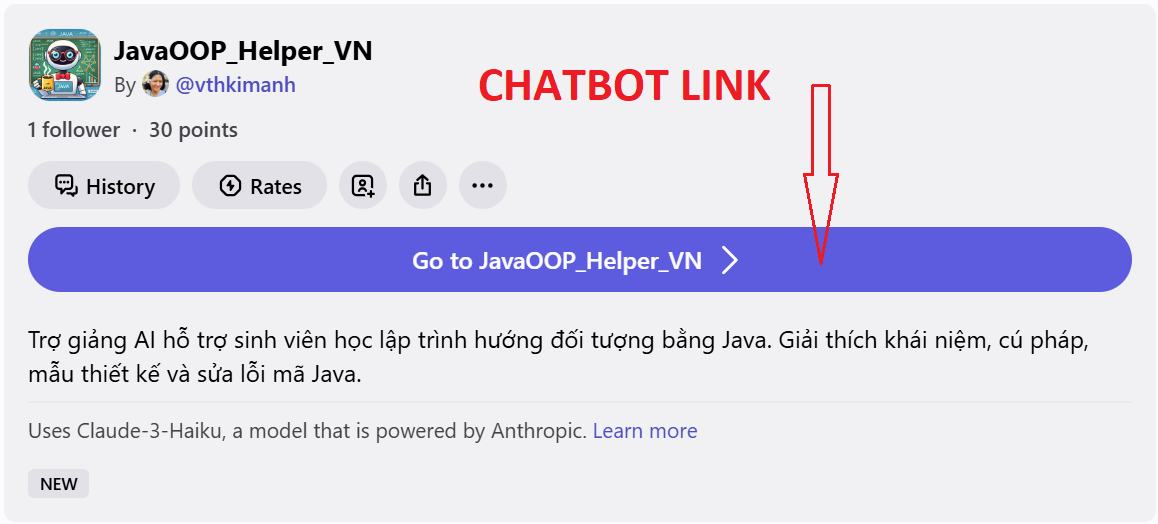 JavaOOP_Helper_VN
By @vthkimanh
CHATBOT LINK
1 follower · 30 points
History Rates
Go to JavaOOP_Helper_VN
Trợ giảng AI hỗ trợ sinh viên học lập trình hướng đối tượng bằng Java. Giải thích khái niệm, cú pháp,
mẫu thiết kế và sửa lỗi mã Java.
Uses Claude-3-Haiku, a model that is powered by Anthropic. Learn more
NEW